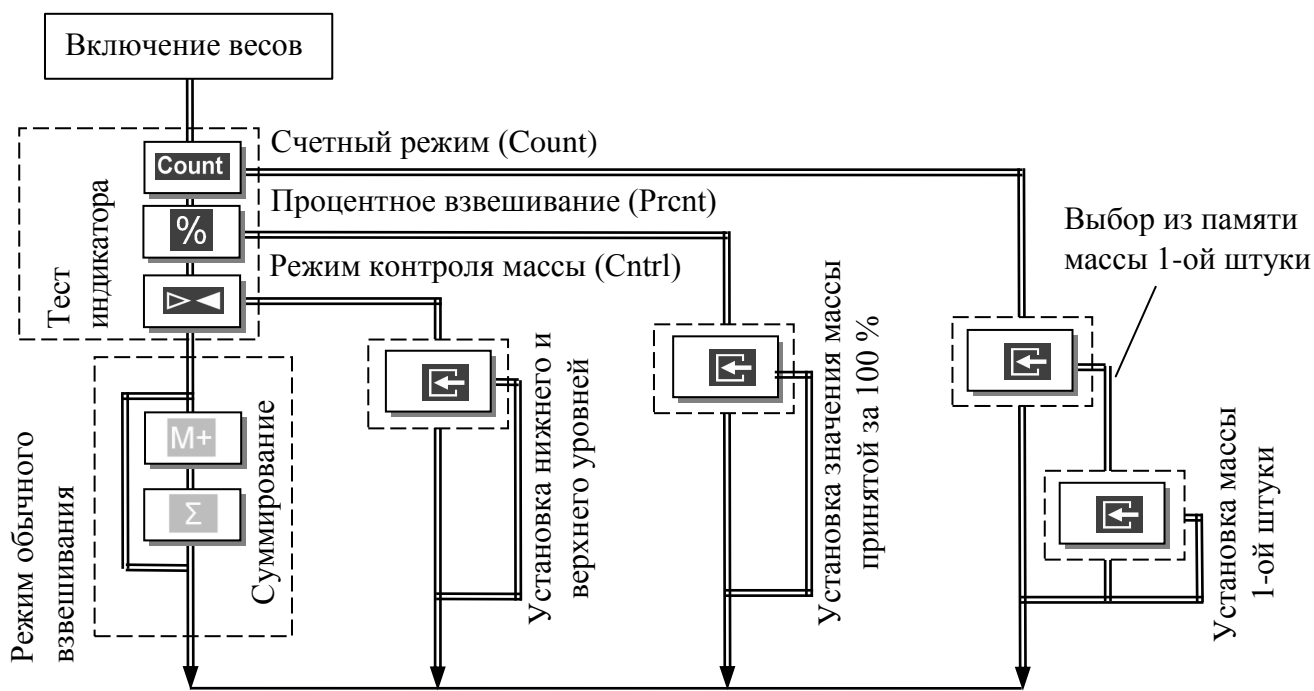 Включение весов
Счетный режим (Count)
Count
Процентное взвешивание (Prcnt)
%
Режим контроля массы (Cntrl)
Тест
индикатора
Выбор из памяти
массы 1-ой штуки
Режим обычного
взвешивания
M+
Σ
Суммирование
Установка нижнего и
верхнего уровней
Установка значения массы
принятой за 100 %
Установка массы
1-ой штуки